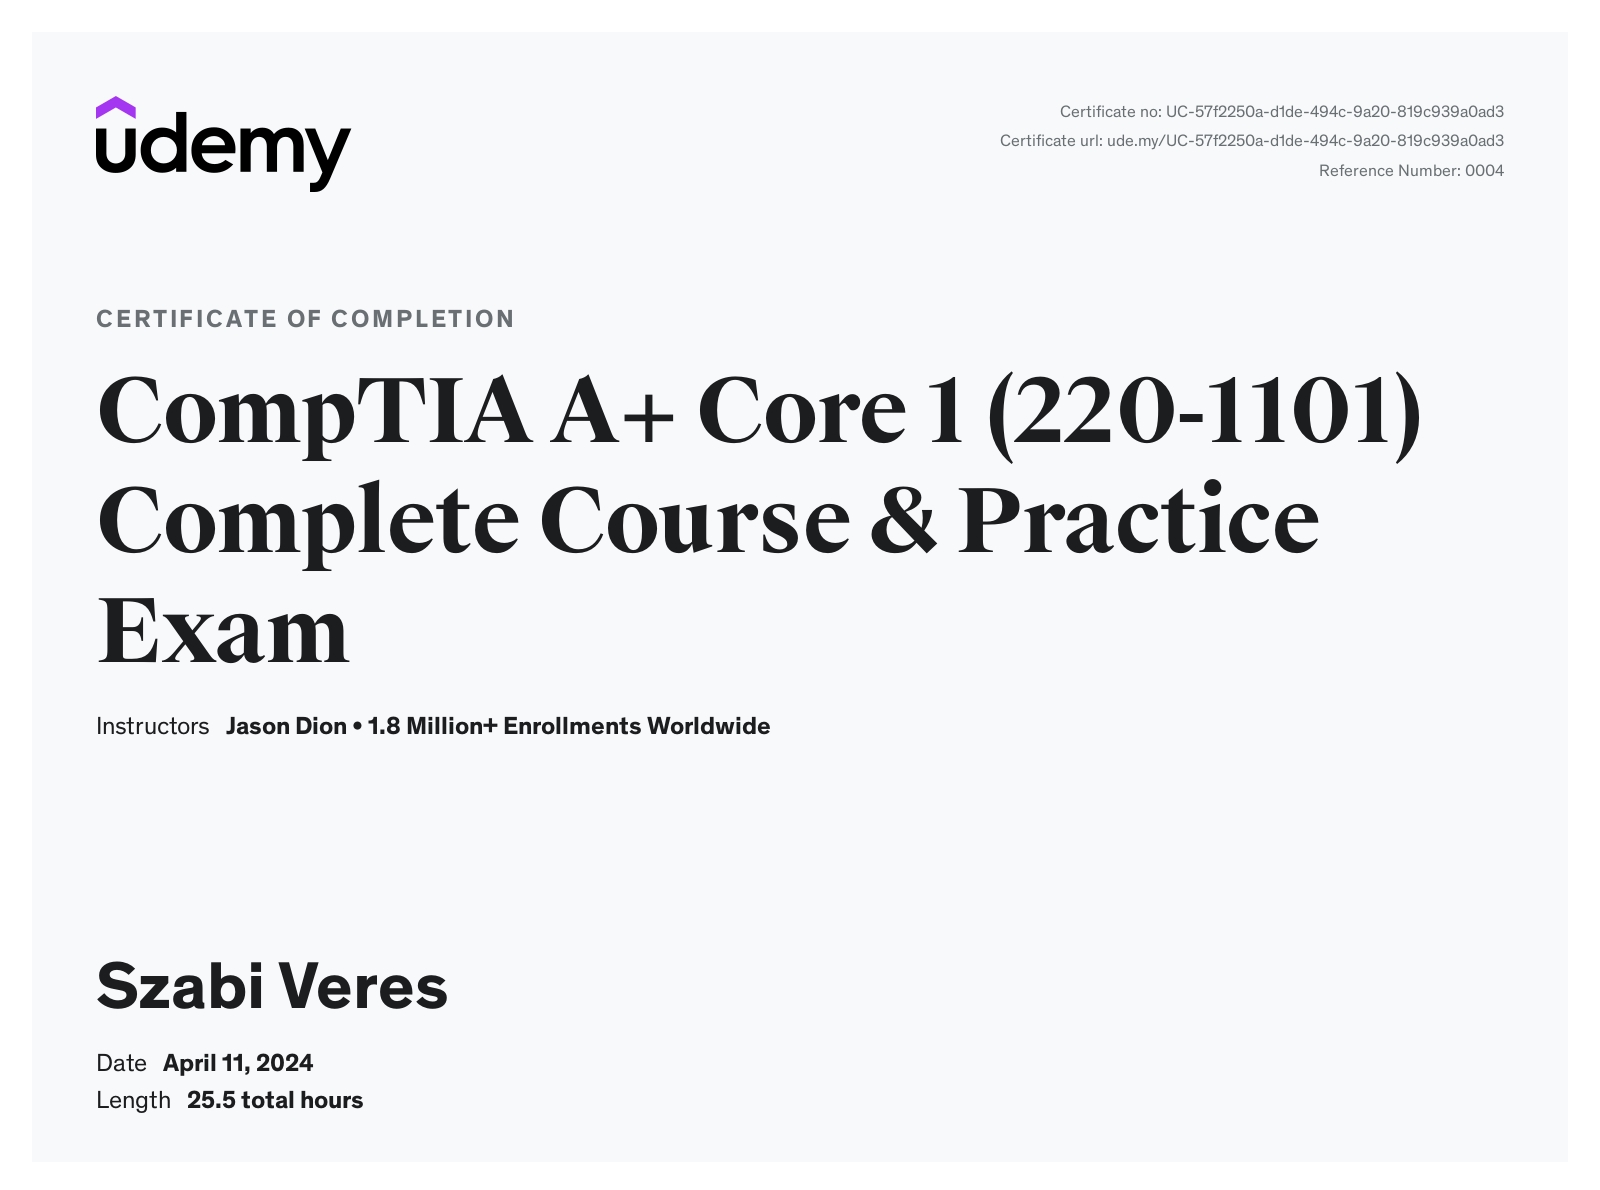 udemy
Certificate no: UC-57f2250a-d1de-494c-9a20-819c939a0ad3
Certificate url: ude.my/UC-57f2250a-d1de-494c-9a20-819c939a0ad3
Reference Number: 0004
CERTIFICATE OF COMPLETION
CompTIA A+ Core 1 (220-1101)
Complete Course & Practice
Exam
Instructors Jason Dion • 1.8 Million+ Enrollments Worldwide
Szabi Veres
Date April 11, 2024
Length 25.5 total hours